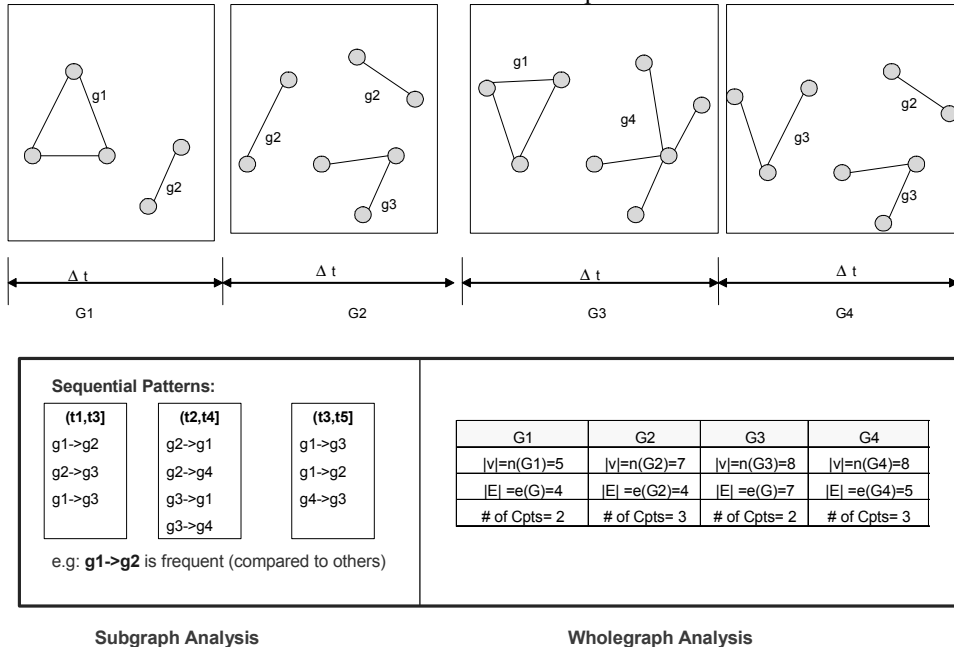 g1
g2
g2
g2
g3
g1
g4
g3
g2
g3
Δ t
Δ t
Δ t
Δ t
G1
G2
G3
G4
Sequential Patterns:
(t1,t3]
g1->g2
g2->g3
g1->g3
(t2,t4]
g2->g1
g2->g4
g3->g1
g3->g4
(t3,t5]
g1->g3
g1->g2
g4->g3
e.g: g1->g2 is frequent (compared to others)
G1 G2 G3 G4
|v|=n(G1)=5 |v|=n(G2)=7 |v|=n(G3)=8 |v|=n(G4)=8
|E| =e(G)=4 |E| =e(G2)=4 |E| =e(G)=7 |E| =e(G4)=5
# of Cpts= 2 # of Cpts= 3 # of Cpts= 2 # of Cpts= 3
Subgraph Analysis
Wholegraph Analysis